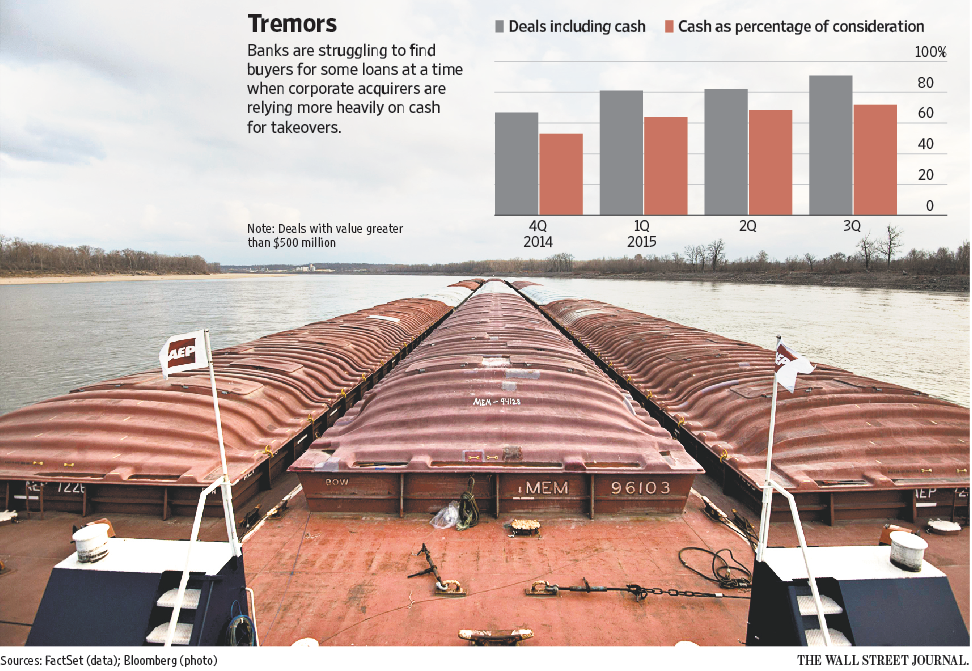 Tremors
Banks are struggling to find
buyers for some loans at a time
when corporate acquirers are
relying more heavily on cash
for takeovers.
Note: Deals with value greater
than $500 million
Deals including cash
Cash as percentage of consideration
100%
80
60
40
20
0
4Q
2014
1Q
2015
2Q
3Q
AEP
MEM - 94128
BOW
MEM
96103
AEP
Sources: FactSet (data); Bloomberg (photo)
THE WALL STREET JOURNAL.